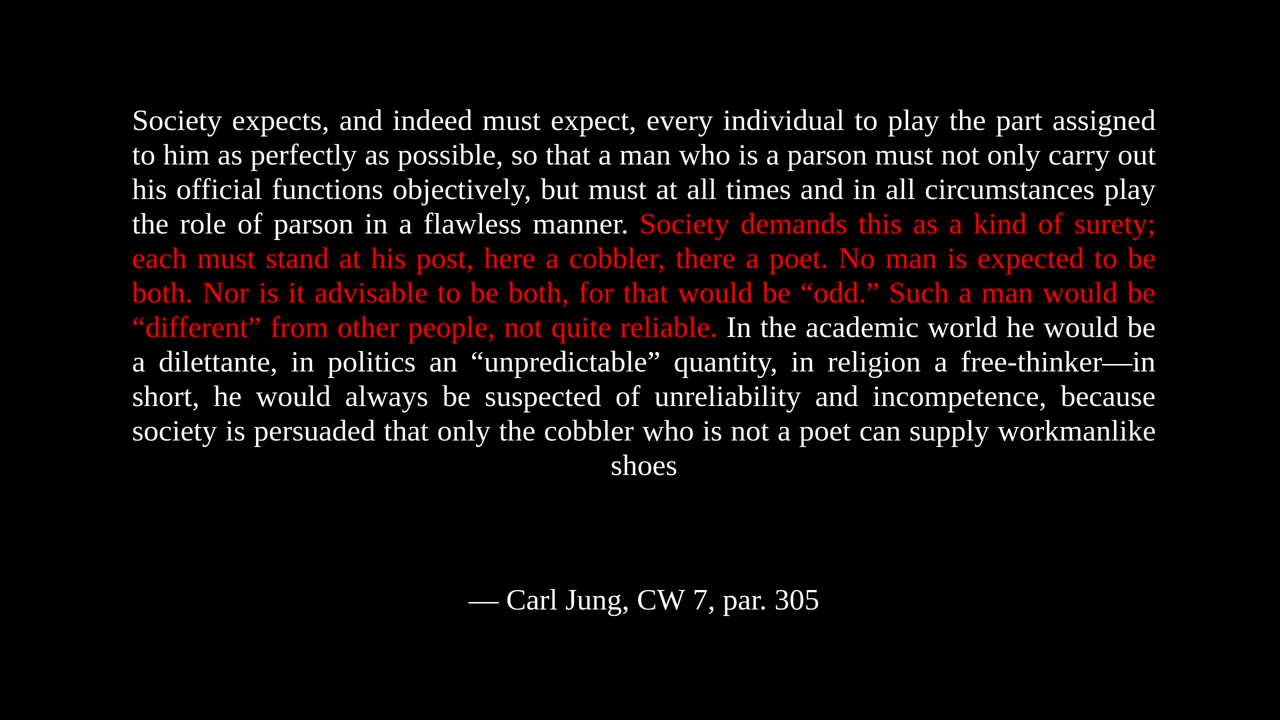 Society expects, and indeed must expect, every individual to play the part assigned
to him as perfectly as possible, so that a man who is a parson must not only carry out
his official functions objectively, but must at all times and in all circumstances play
the role of parson in a flawless manner. Society demands this as a kind of surety;
each must stand at his post, here a cobbler, there a poet. No man is expected to be
both. Nor is it advisable to be both, for that would be “odd.” Such a man would be
“different” from other people, not quite reliable. In the academic world he would be
a dilettante, in politics an “unpredictable” quantity, in religion a free-thinker—in
short, he would always be suspected of unreliability and incompetence, because
society is persuaded that only the cobbler who is not a poet can supply workmanlike
shoes
— Carl Jung, CW 7, par. 305